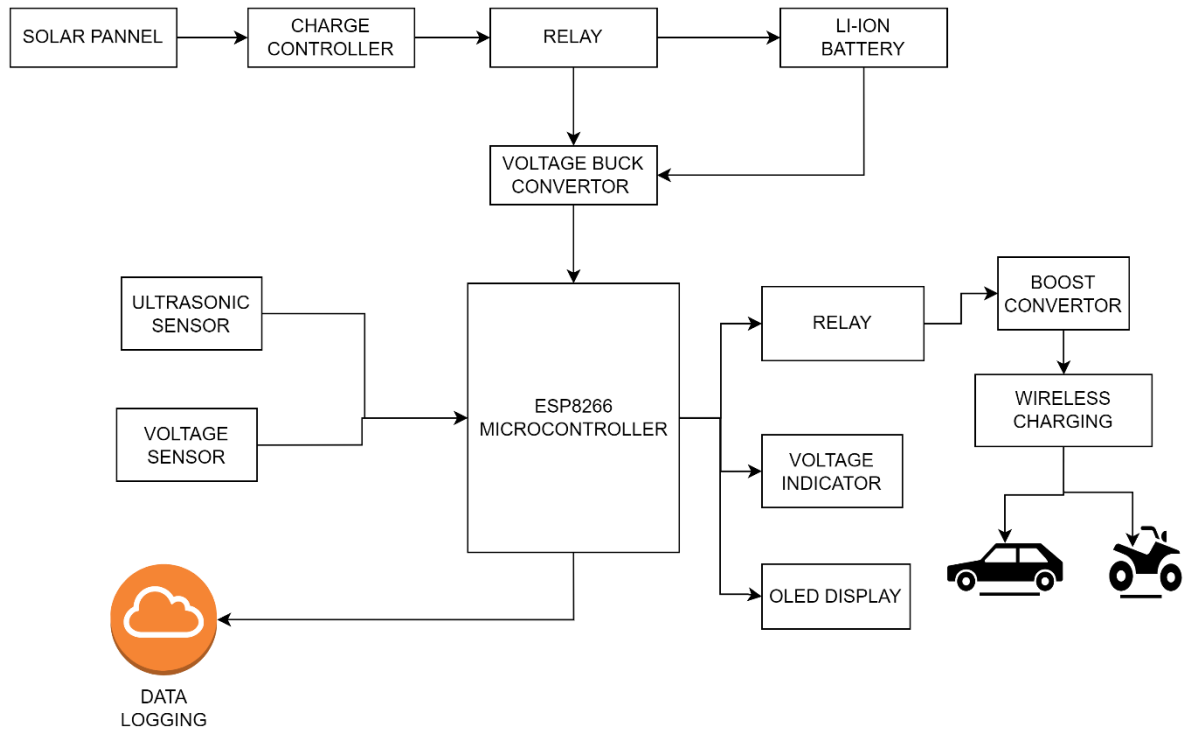 SOLAR PANNEL
CHARGE
CONTROLLER
RELAY
LI-ION
BATTERY
VOLTAGE BUCK
CONVERTOR
ULTRASONIC
SENSOR
VOLTAGE
SENSOR
ESP8266
MICROCONTROLLER
RELAY
BOOST
CONVERTOR
WIRELESS
CHARGING
VOLTAGE
INDICATOR
OLED DISPLAY
DATA
LOGGING